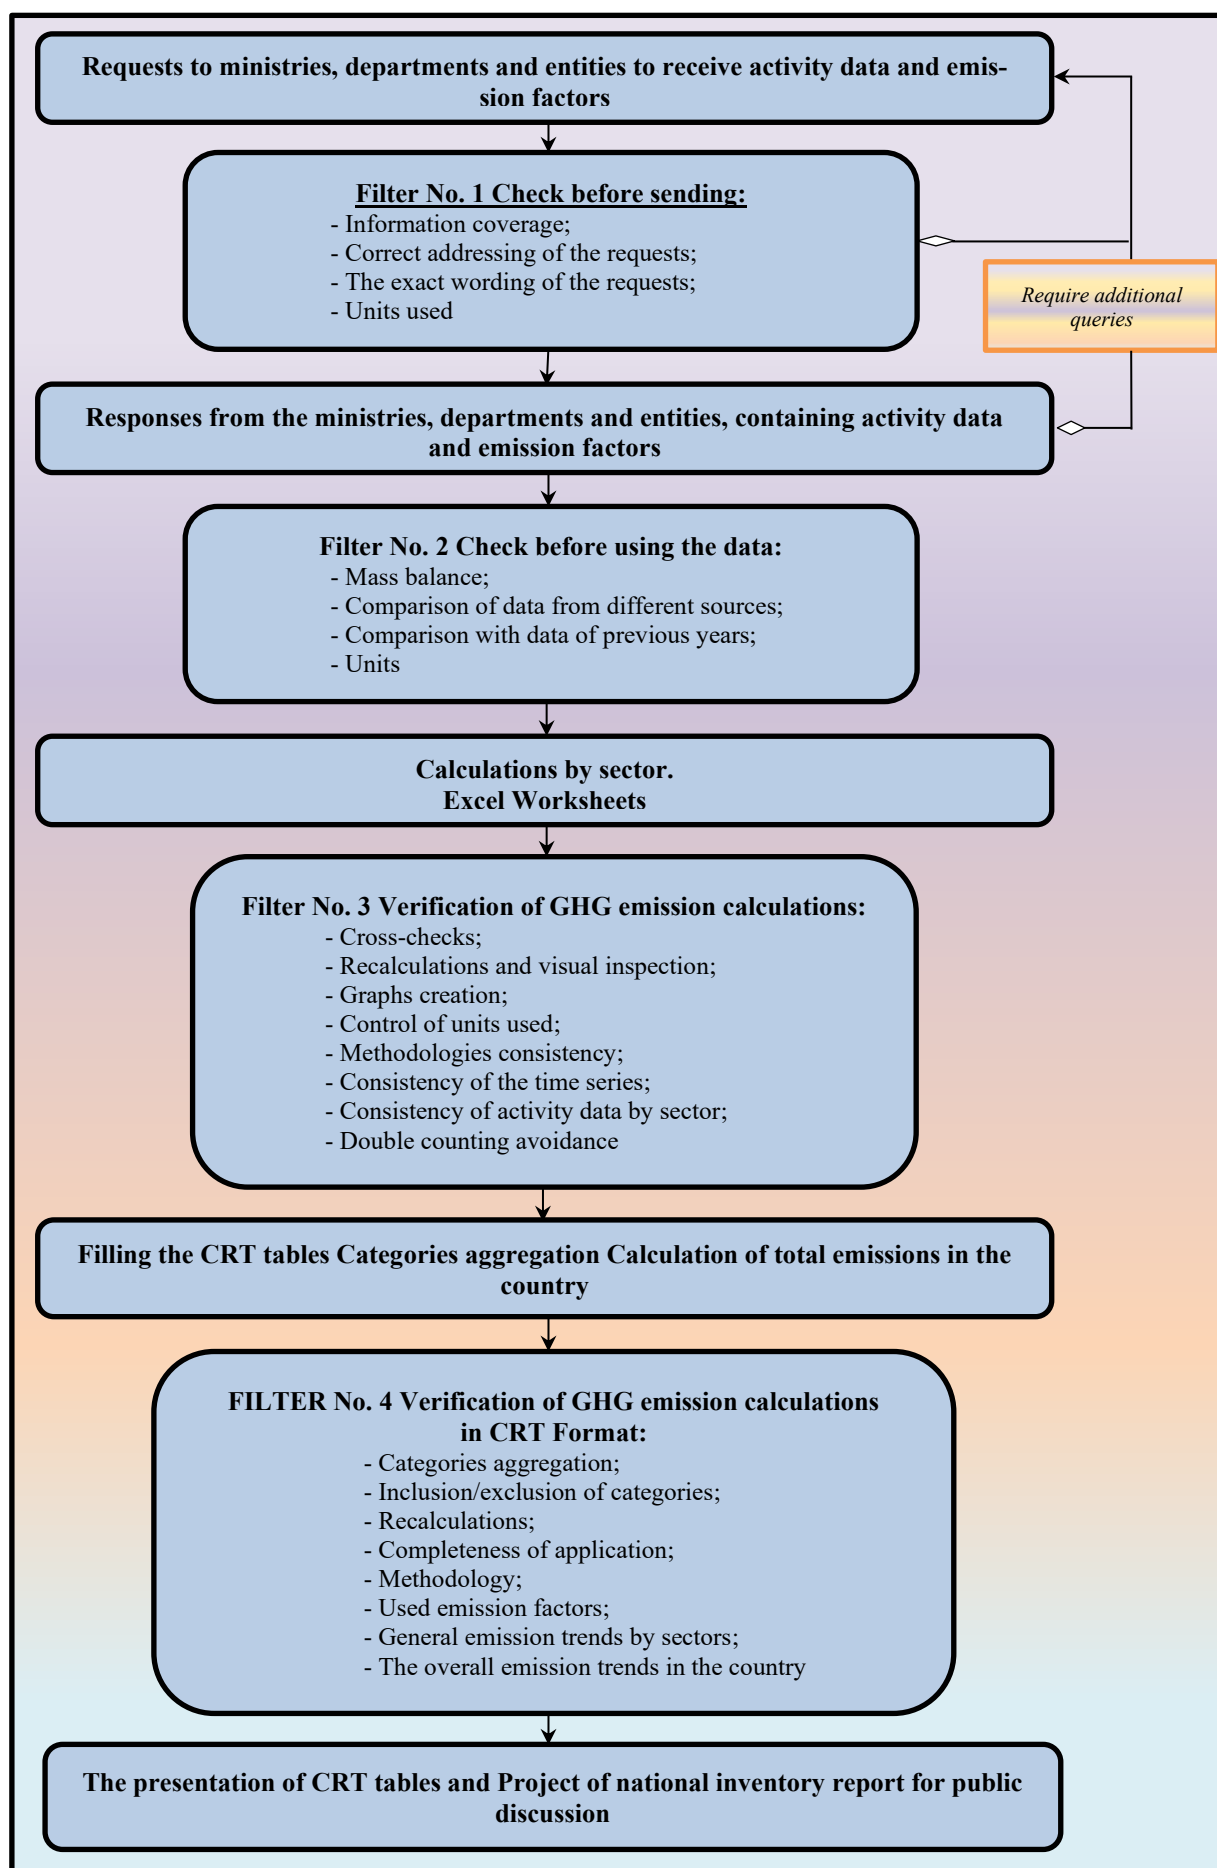 Requests to ministries, departments and entities to receive activity data and emis-
sion factors
Filter No. 1 Check before sending:
- Information coverage;
- Correct addressing of the requests;
- The exact wording of the requests;
- Units used
Require additional
queries
Responses from the ministries, departments and entities, containing activity data
and emission factors
Filter No. 2 Check before using the data:
- Mass balance;
- Comparison of data from different sources;
- Comparison with data of previous years;
- Units
Calculations by sector.
Excel Worksheets
Filter No. 3 Verification of GHG emission calculations:
- Cross-checks;
- Recalculations and visual inspection;
- Graphs creation;
- Control of units used;
- Methodologies consistency;
- Consistency of the time series;
- Consistency of activity data by sector;
- Double counting avoidance
Filling the CRT tables Categories aggregation Calculation of total emissions in the
country
FILTER No. 4 Verification of GHG emission calculations
in CRT Format:
- Categories aggregation;
- Inclusion/exclusion of categories;
- Recalculations;
- Completeness of application;
- Methodology;
- Used emission factors;
- General emission trends by sectors;
- The overall emission trends in the country
The presentation of CRT tables and Project of national inventory report for public
discussion